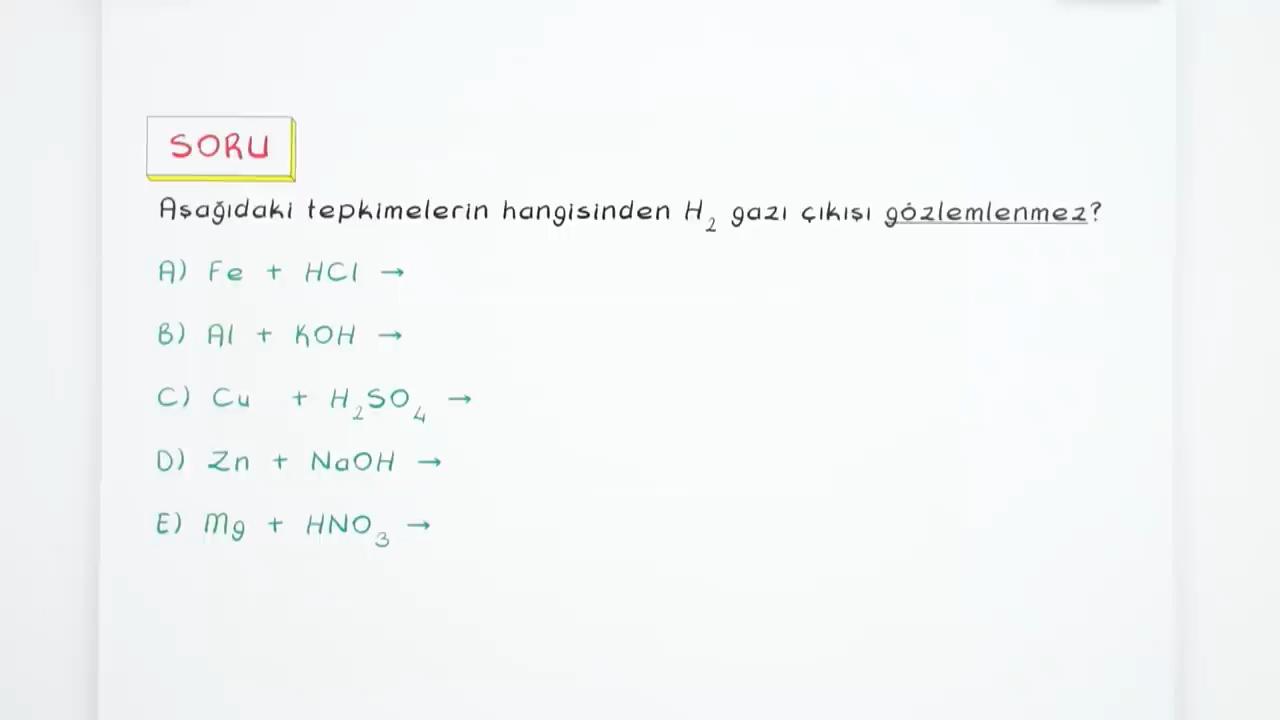 SORU
Aşağıdaki tepkimelerin hangisinden H₂ gazı çıkışı gözlemlenmez?
A) Fe + HCl →
B) Al + KOH →
C) Cu + H₂SO₄ →
D) Zn + NaOH →
E) Mg + HNO₃ →